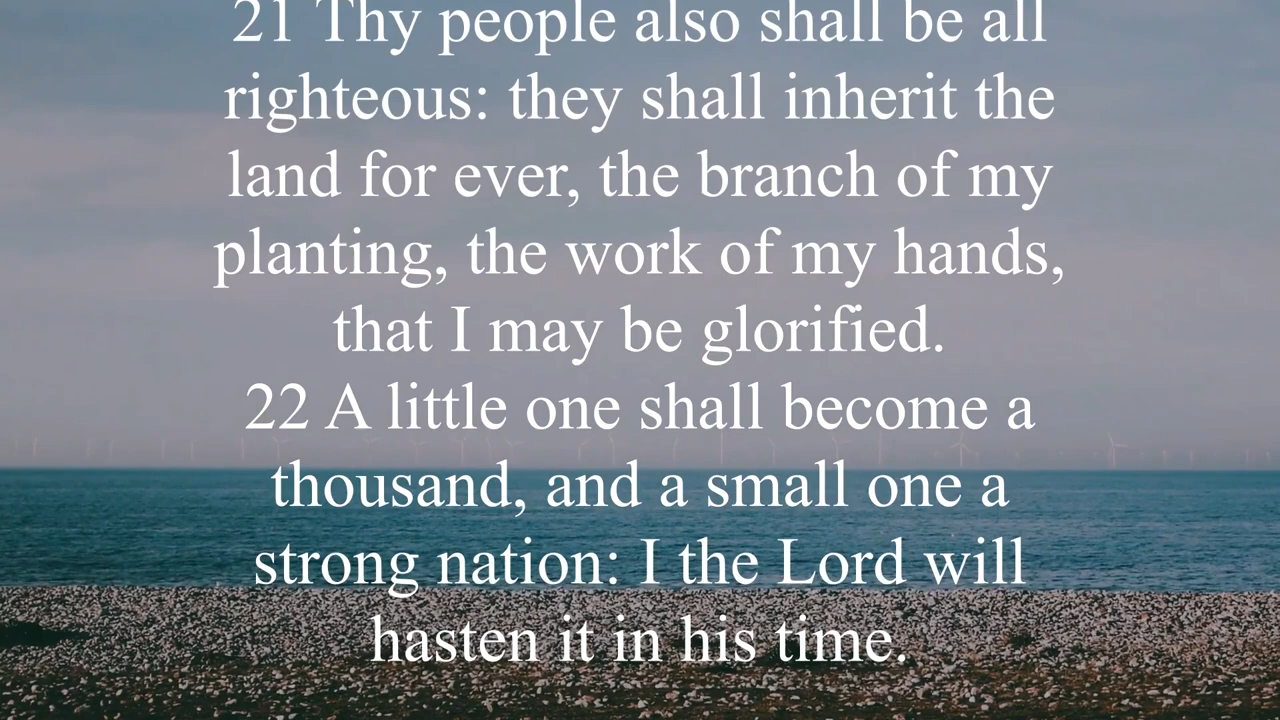 21 Thy people also shall be all
righteous: they shall inherit the
land for ever, the branch of my
planting, the work of my hands,
that I may be glorified.
22 A little one shall become a
thousand, and a small one a
strong nation: I the Lord will
hasten it in his time.